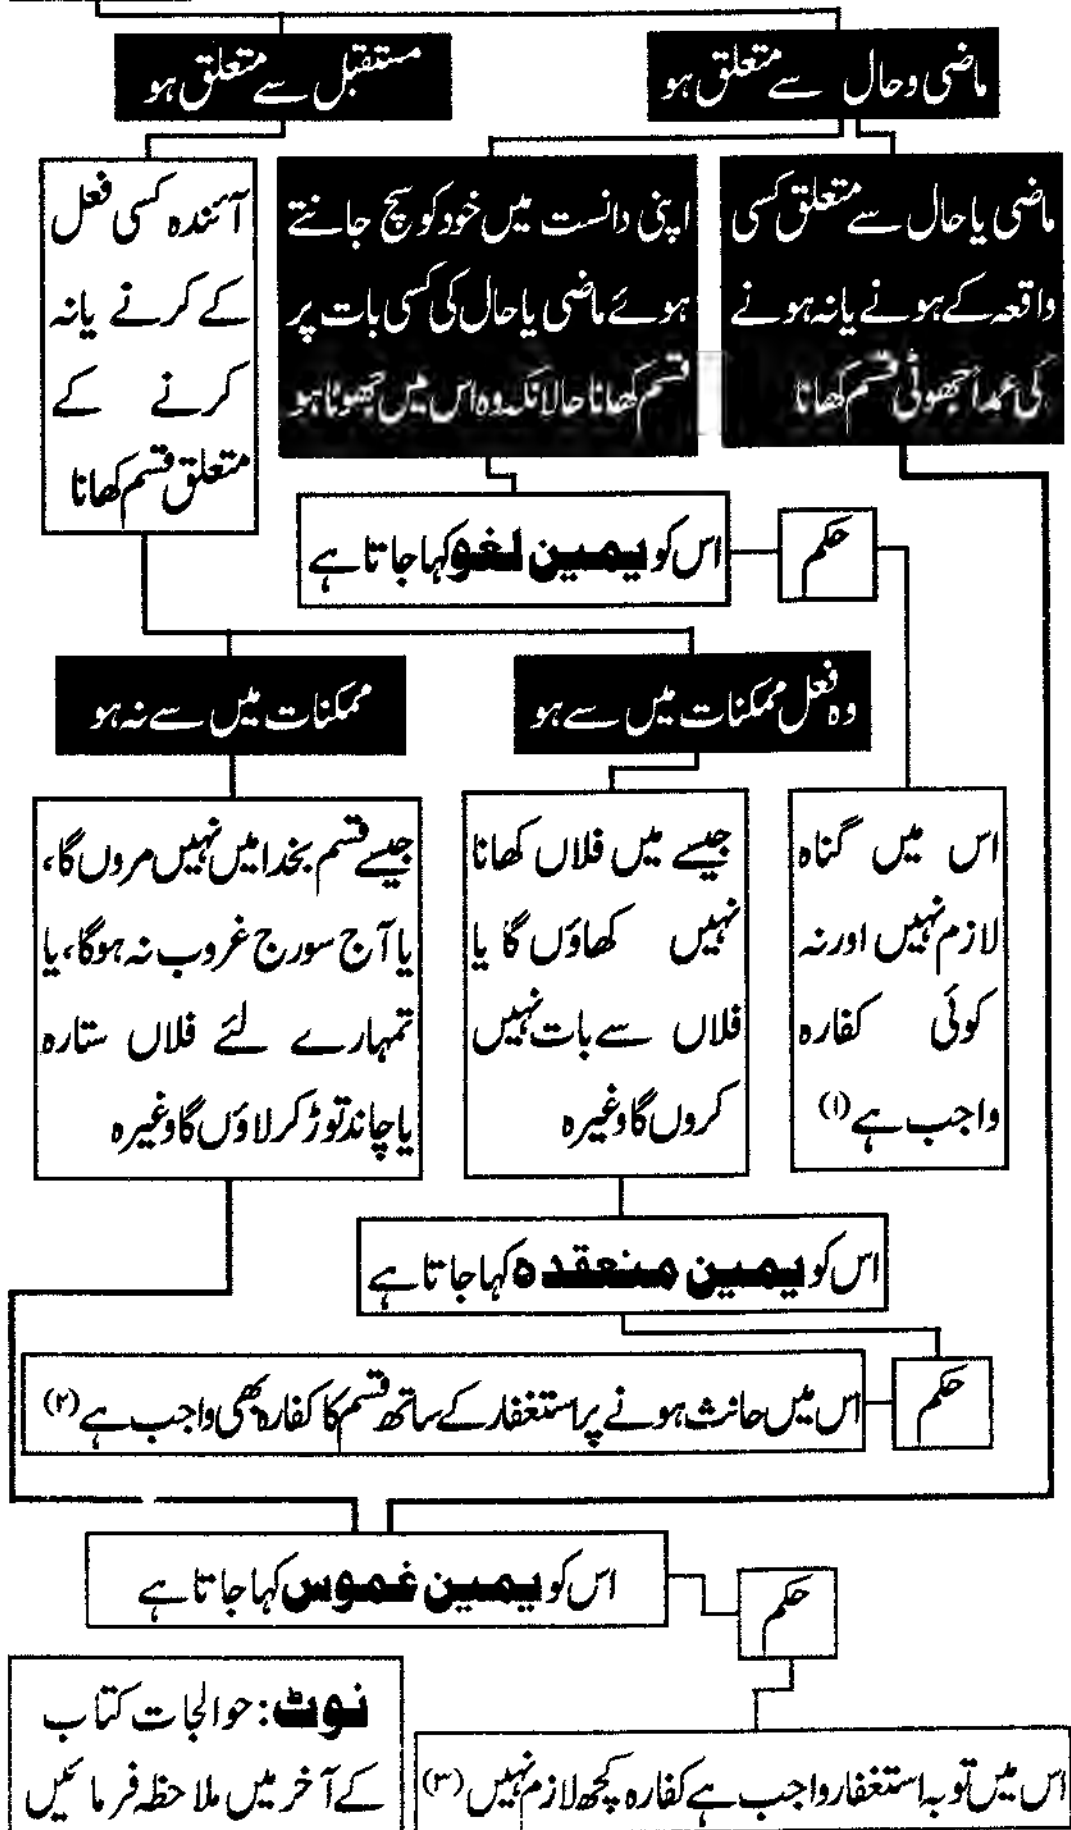 ماضی وحال سے متعلق ہو
مستقبل سے متعلق ہو
ماضی یا حال سے متعلق کسی
واقعہ کے ہونے یا نہ ہونے
کی عمداً جھوٹی قسم کھانا
اپنی دانست میں خود کو سچ جانتے
ہوئے ماضی یا حال کی کسی بات پر
قسم کھانا حالانکہ وہ اس میں جھوٹا ہو
آئندہ کسی فعل
کے کرنے یا نہ
کرنے کے
متعلق قسم کھانا
حکم
اس کو یمین لغو کہا جاتا ہے
وہ فعل ممکنات میں سے ہو
ممکنات میں سے نہ ہو
اس میں گناہ
لازم نہیں اور نہ
کوئی کفارہ
واجب ہے (۱)
جیسے میں فلاں کھانا
نہیں کھاؤں گا یا
فلاں سے بات نہیں
کروں گا وغیرہ
جیسے قسم بخدا میں نہیں مروں گا،
یا آج سورج غروب نہ ہوگا، یا
تمہارے لئے فلاں ستارہ
یا چاند توڑ کر لاؤں گا وغیرہ
اس کو یمین منعقدہ کہا جاتا ہے
حکم
اس میں حانث ہونے پر استغفار کے ساتھ قسم کا کفارہ بھی واجب ہے (۲)
اس کو یمین غموس کہا جاتا ہے
حکم
اس میں توبہ استغفار واجب ہے کفارہ کچھ لازم نہیں (۳)
نوٹ: حوالجات کتاب
کے آخر میں ملاحظہ فرمائیں